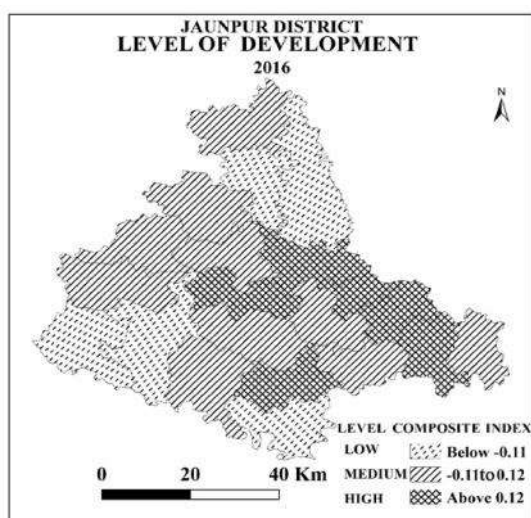 JAUNPUR DISTRICT
LEVEL OF DEVELOPMENT
2016
N
LEVEL COMPOSITE INDEX
LOW Below -0.11
MEDIUM -0.11to 0.12
HIGH Above 0.12
0 20 40 Km